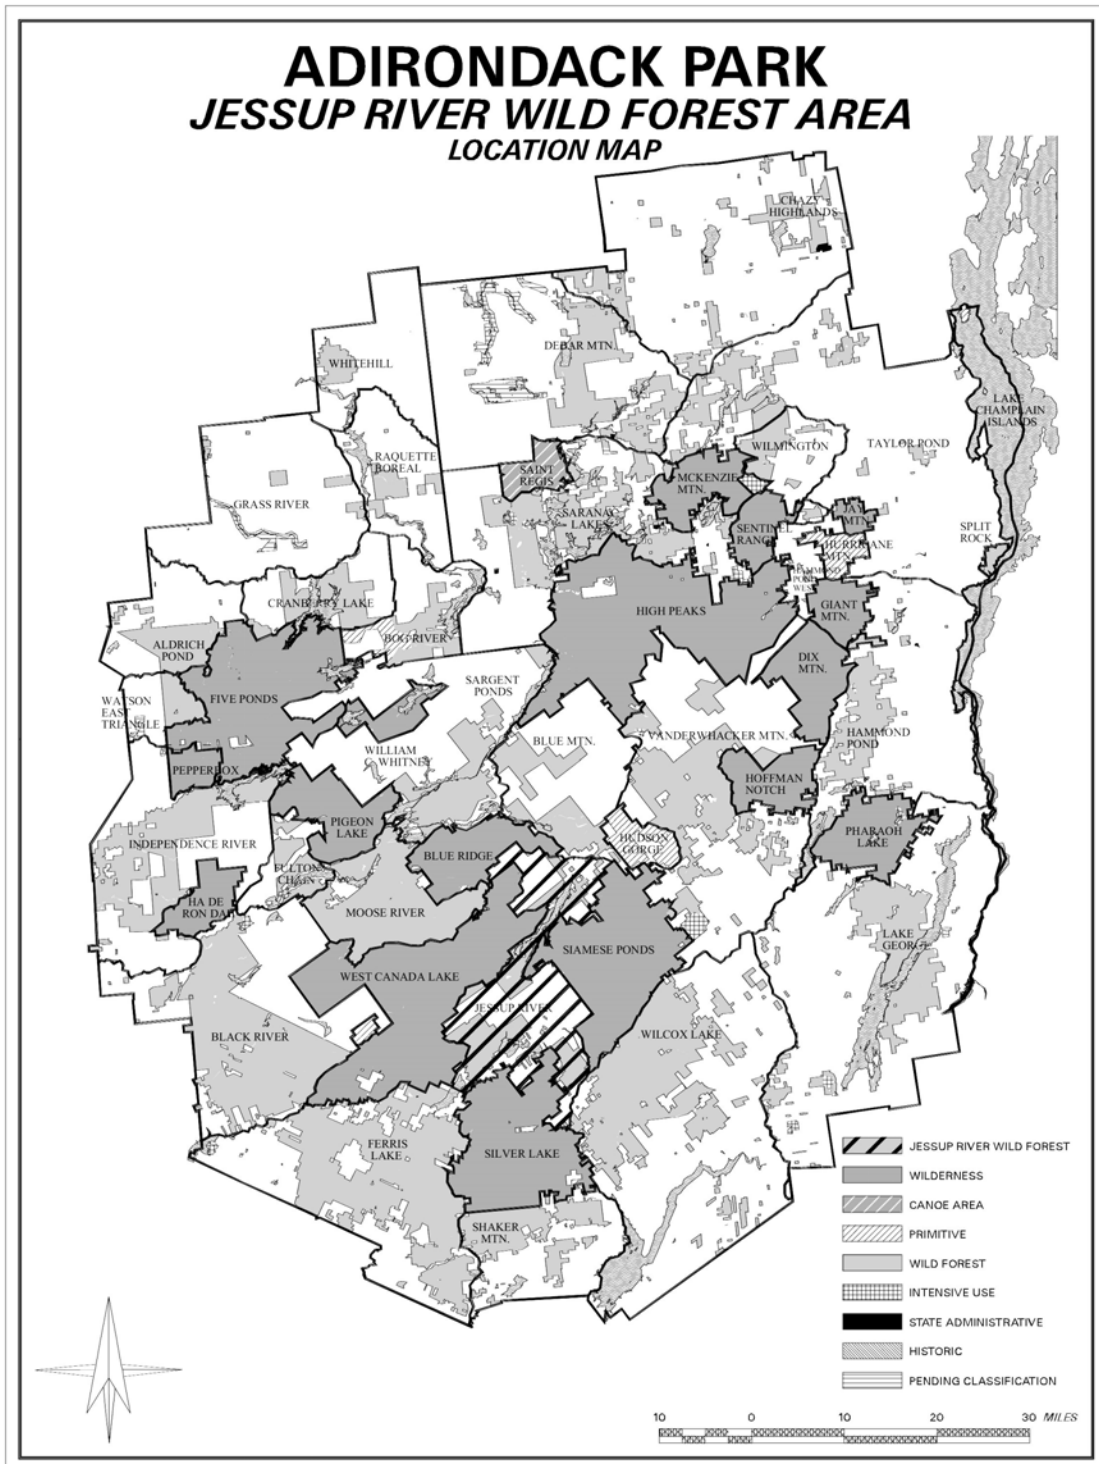 ADIRONDACK PARK
JESSUP RIVER WILD FOREST AREA
LOCATION MAP
CHAZY
HIGHLANDS
DEBAR MTN.
WHITEHILL
LAKE
CHAMPLAIN
ISLANDS
RAQUETTE
BOREAL
WILMINGTON
TAYLOR POND
SAINT
REGIS
MCKENZIE
MTN.
GRASS RIVER
SARANAC
LAKES
JAY
MTN.
SENTINEL
RANGE
SPLIT
ROCK
HURRICANE
MTN.
HAMMOND
POND
WEST
CRANBERRY LAKE
HIGH PEAKS
GIANT
MTN.
BOG RIVER
ALDRICH
POND
DIX
MTN.
SARGENT
PONDS
FIVE PONDS
WATSON
EAST
TRIANGLE
VANDERWHACKER MTN.
HAMMOND
POND
BLUE MTN.
WILLIAM
C. WHITNEY
PEPPERBOX
HOFFMAN
NOTCH
PIGEON
LAKE
PHARAOH
LAKE
HUDSON
GORGE
INDEPENDENCE RIVER
BLUE RIDGE
FULTON
CHAIN
HA DE
RON DAH
MOOSE RIVER
LAKE
GEORGE
SIAMESE PONDS
WEST CANADA LAKE
JESSUP RIVER
BLACK RIVER
WILCOX LAKE
FERRIS
LAKE
SILVER LAKE
SHAKER
MTN.
JESSUP RIVER WILD FOREST
WILDERNESS
CANOE AREA
PRIMITIVE
WILD FOREST
INTENSIVE USE
STATE ADMINISTRATIVE
HISTORIC
PENDING CLASSIFICATION
10 0 10 20 30 MILES